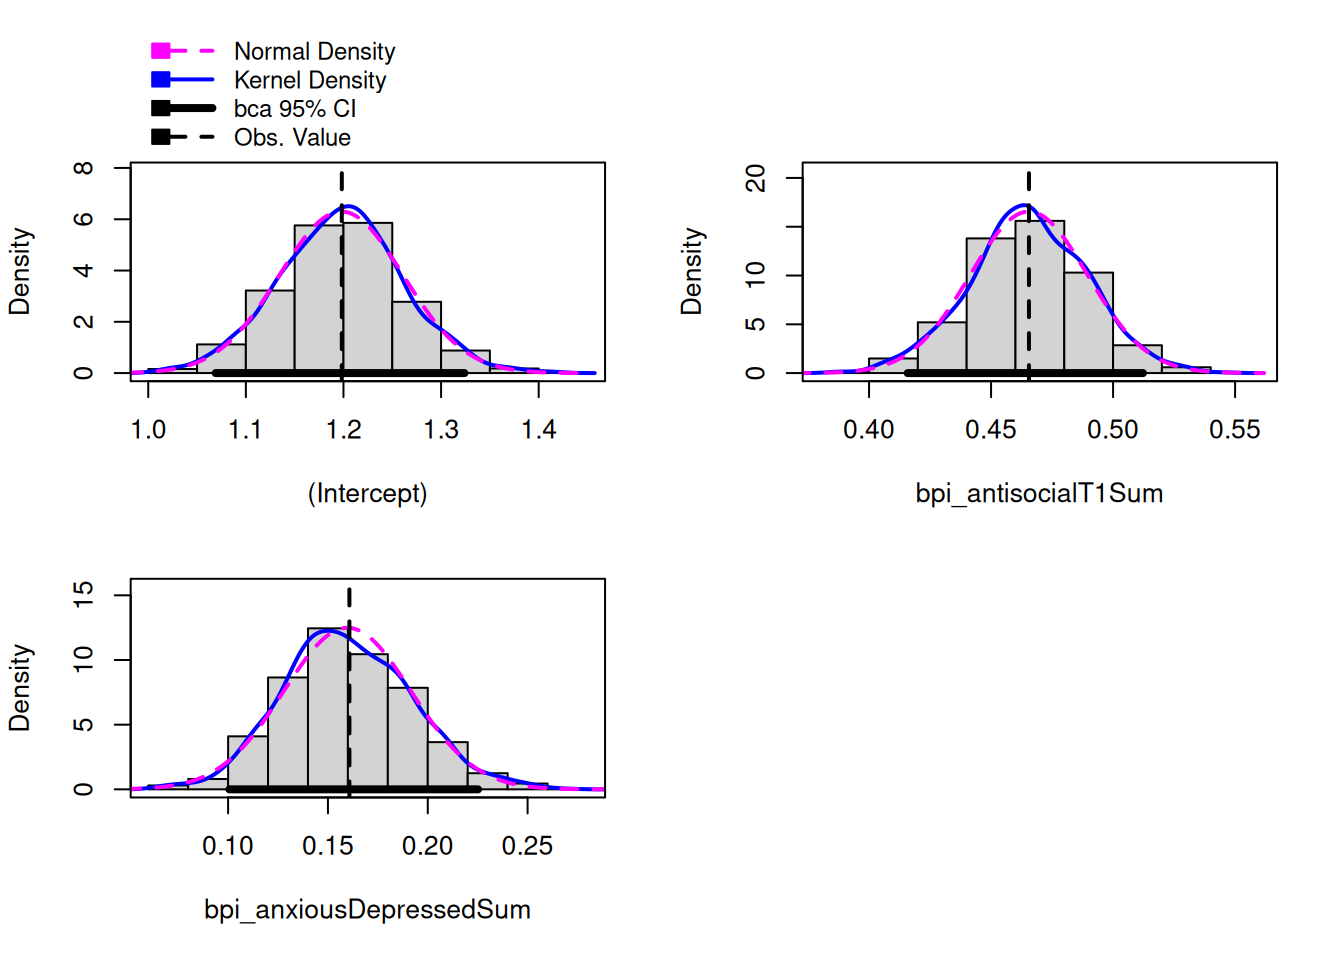 Normal Density
Kernel Density
bca 95% CI
Obs. Value
Density
0 2 4 6 8
1.0 1.1 1.2 1.3 1.4
(Intercept)
Density
0 5 10 20
0.40 0.45 0.50 0.55
bpi_antisocialT1Sum
Density
0 5 10 15
0.10 0.15 0.20 0.25
bpi_anxiousDepressedSum